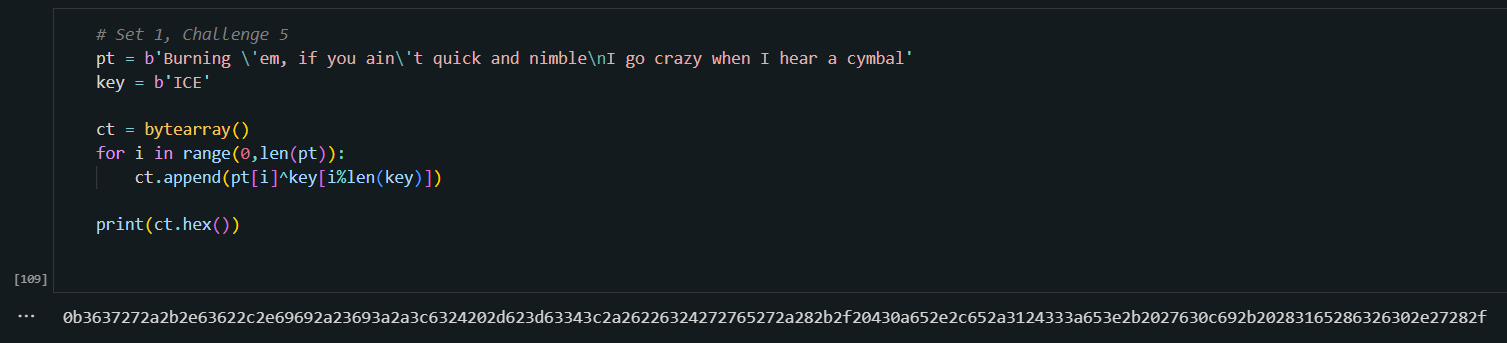 # Set 1, Challenge 5
pt = b'Burning \'em, if you ain\'t quick and nimble\nI go crazy when I hear a cymbal'
key = b'ICE'
ct = bytearray()
for i in range(0,len(pt)):
    ct.append(pt[i]^key[i%len(key)])
print(ct.hex())
[109]
... 0b3637272a2b2e63622c2e69692a23693a2a3c6324202d623d63343c2a26226324272765272a282b2f20430a652e2c652a3124333a653e2b2027630c692b20283165286326302e27282f